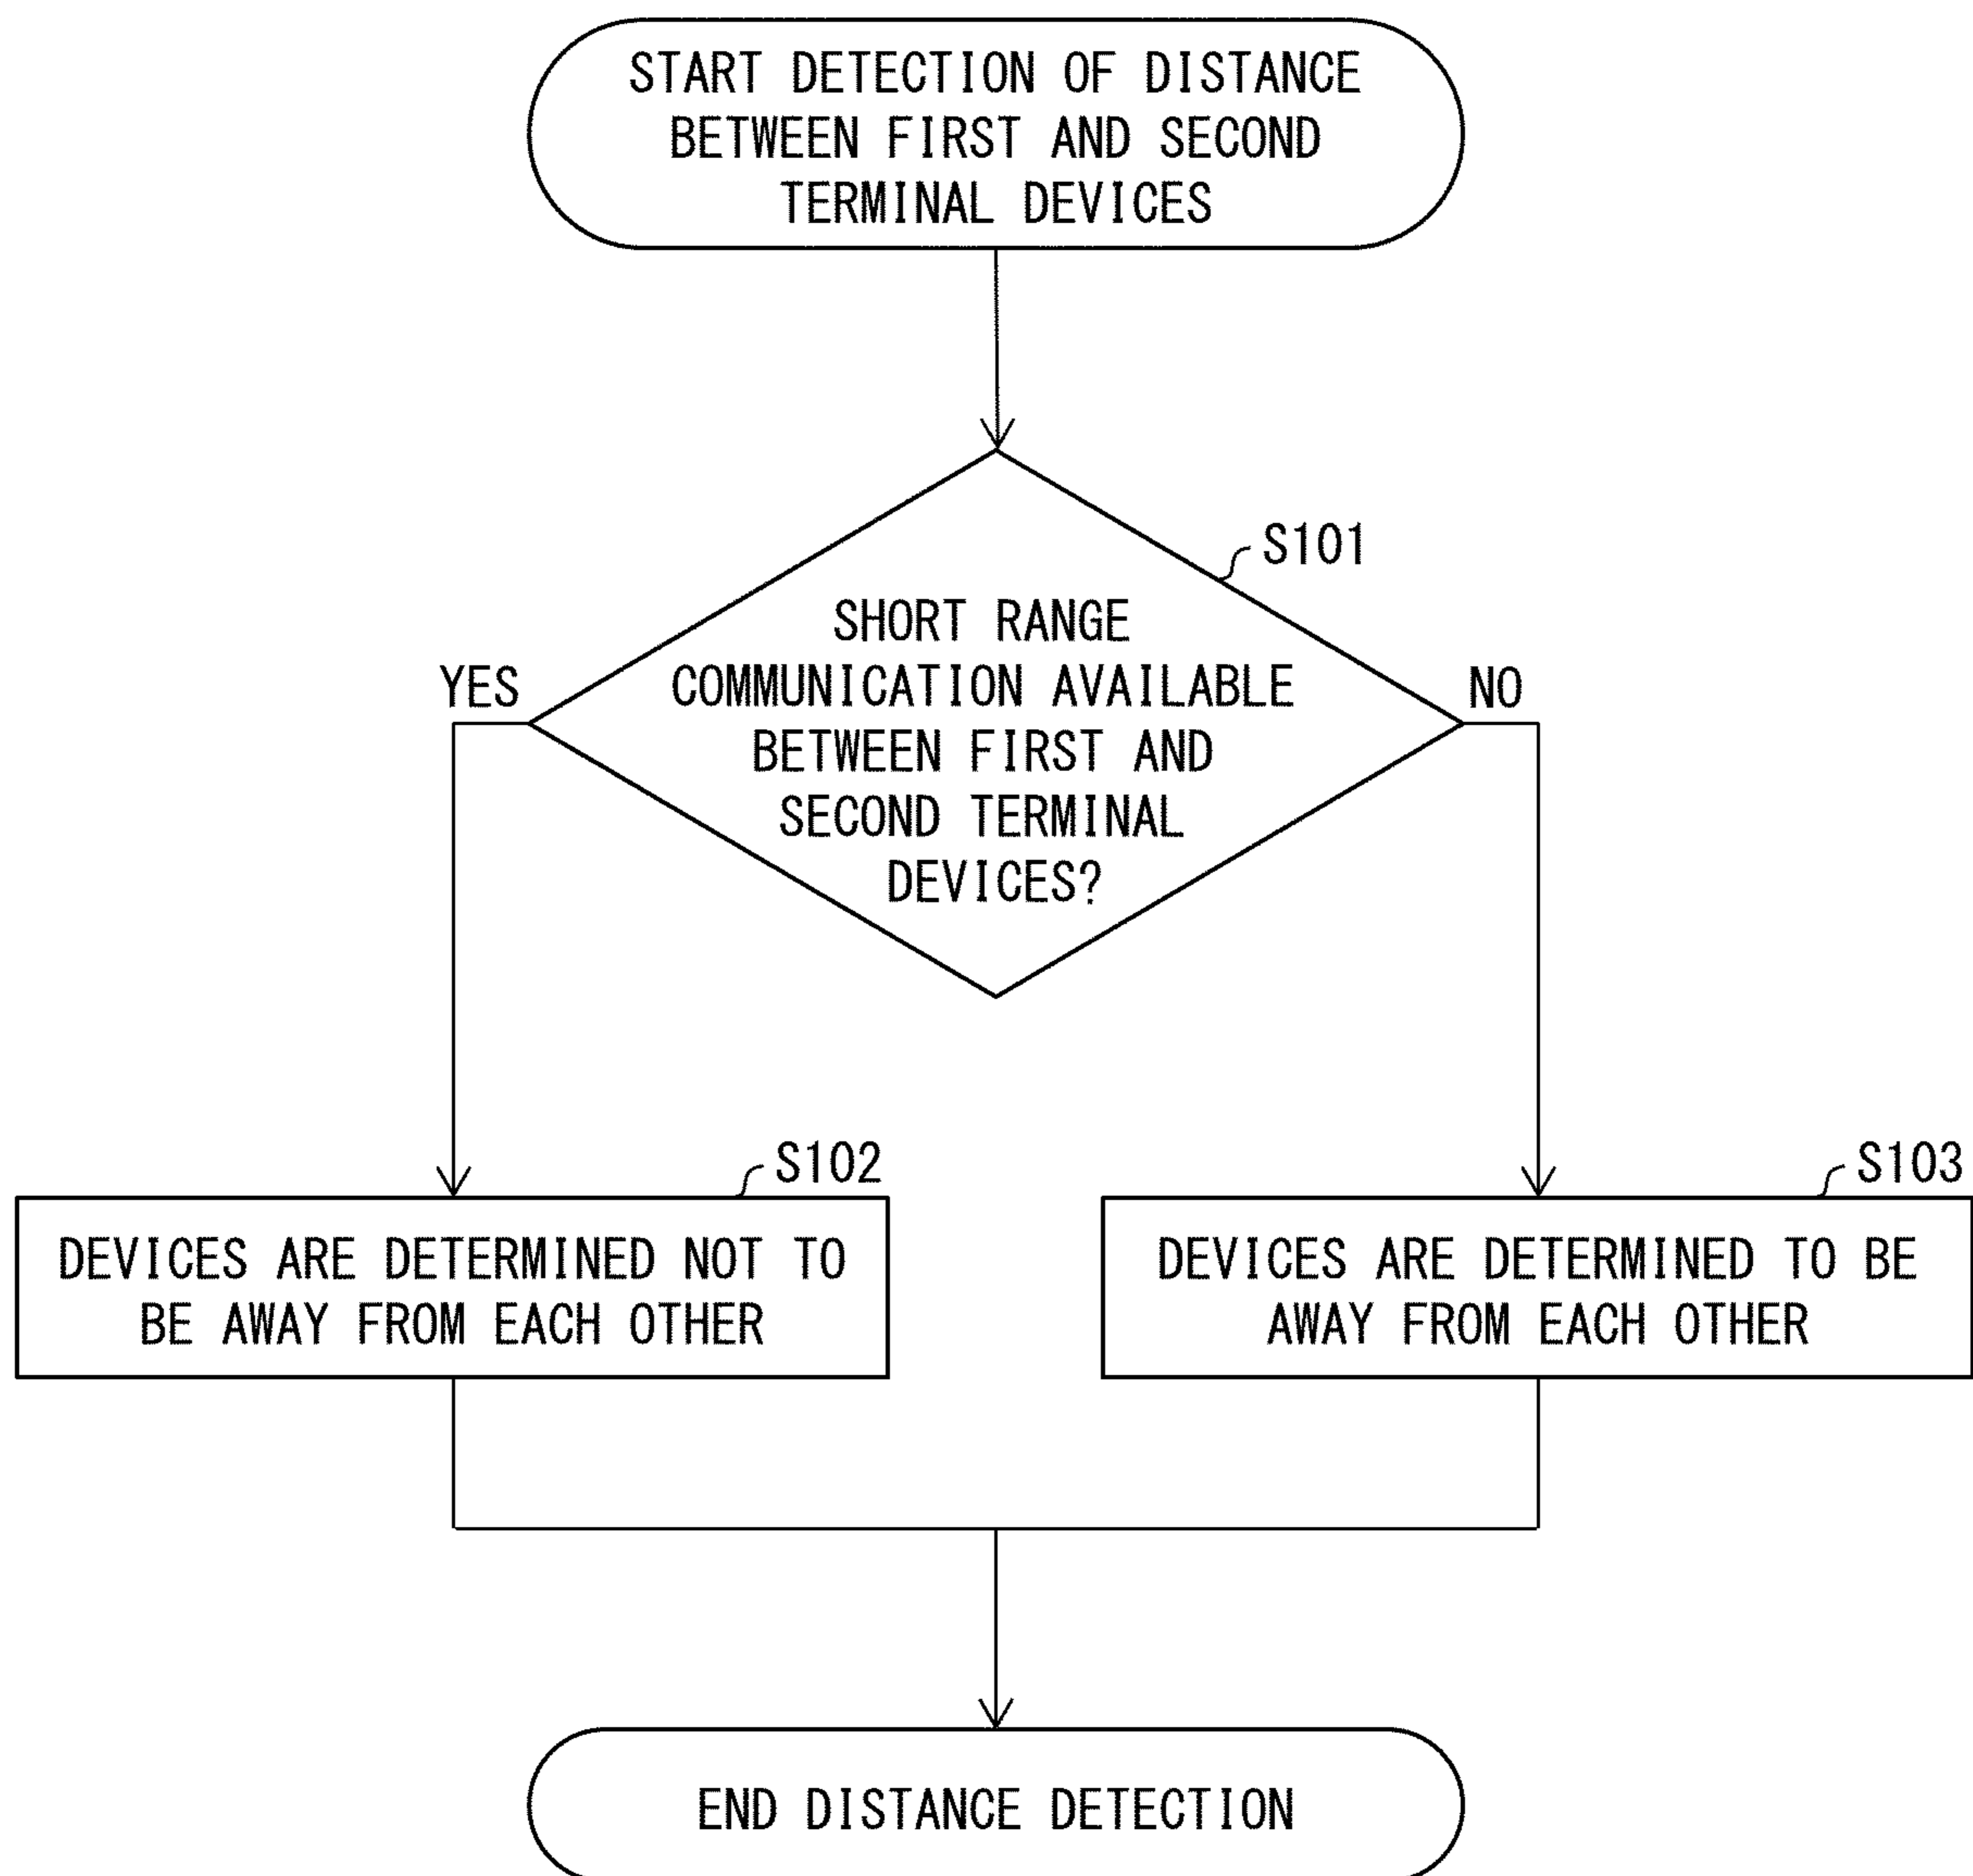 START DETECTION OF DISTANCE
BETWEEN FIRST AND SECOND
TERMINAL DEVICES
S101
SHORT RANGE
COMMUNICATION AVAILABLE
BETWEEN FIRST AND
SECOND TERMINAL
DEVICES?
YES
NO
S102
DEVICES ARE DETERMINED NOT TO
BE AWAY FROM EACH OTHER
S103
DEVICES ARE DETERMINED TO BE
AWAY FROM EACH OTHER
END DISTANCE DETECTION